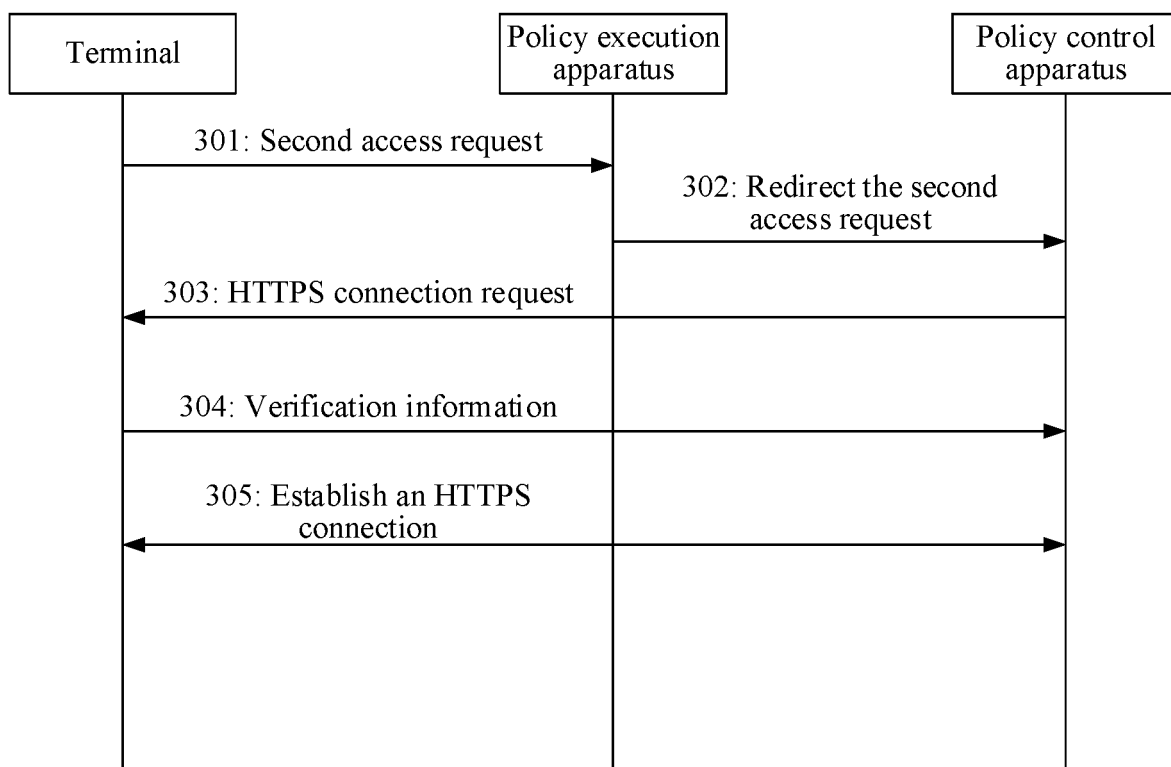 Terminal
Policy execution
apparatus
Policy control
apparatus
301: Second access request
302: Redirect the second
access request
303: HTTPS connection request
304: Verification information
305: Establish an HTTPS
connection